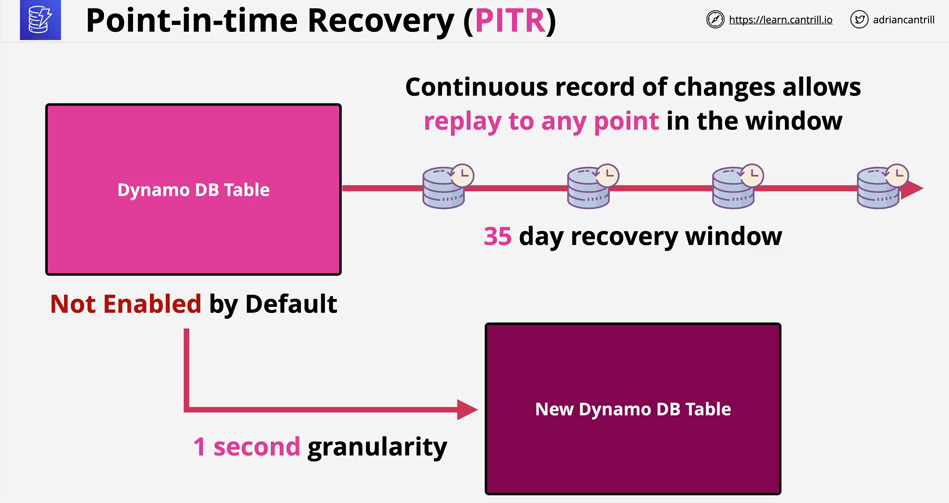 Point-in-time Recovery (PITR)
https://learn.cantrill.io
adriancantrill
Continuous record of changes allows
replay to any point in the window
Dynamo DB Table
35 day recovery window
Not Enabled by Default
New Dynamo DB Table
1 second granularity